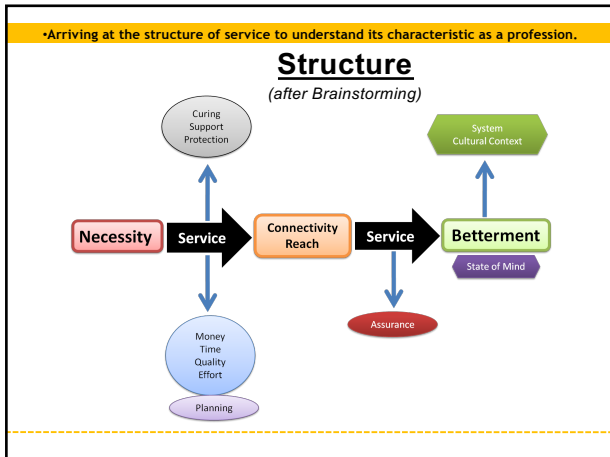 •Arriving at the structure of service to understand its characteristic as a profession.
Structure
(after Brainstorming)
Curing
Support
Protection
System
Cultural Context
Necessity
Service
Connectivity
Reach
Service
Betterment
State of Mind
Assurance
Money
Time
Quality
Effort
Planning